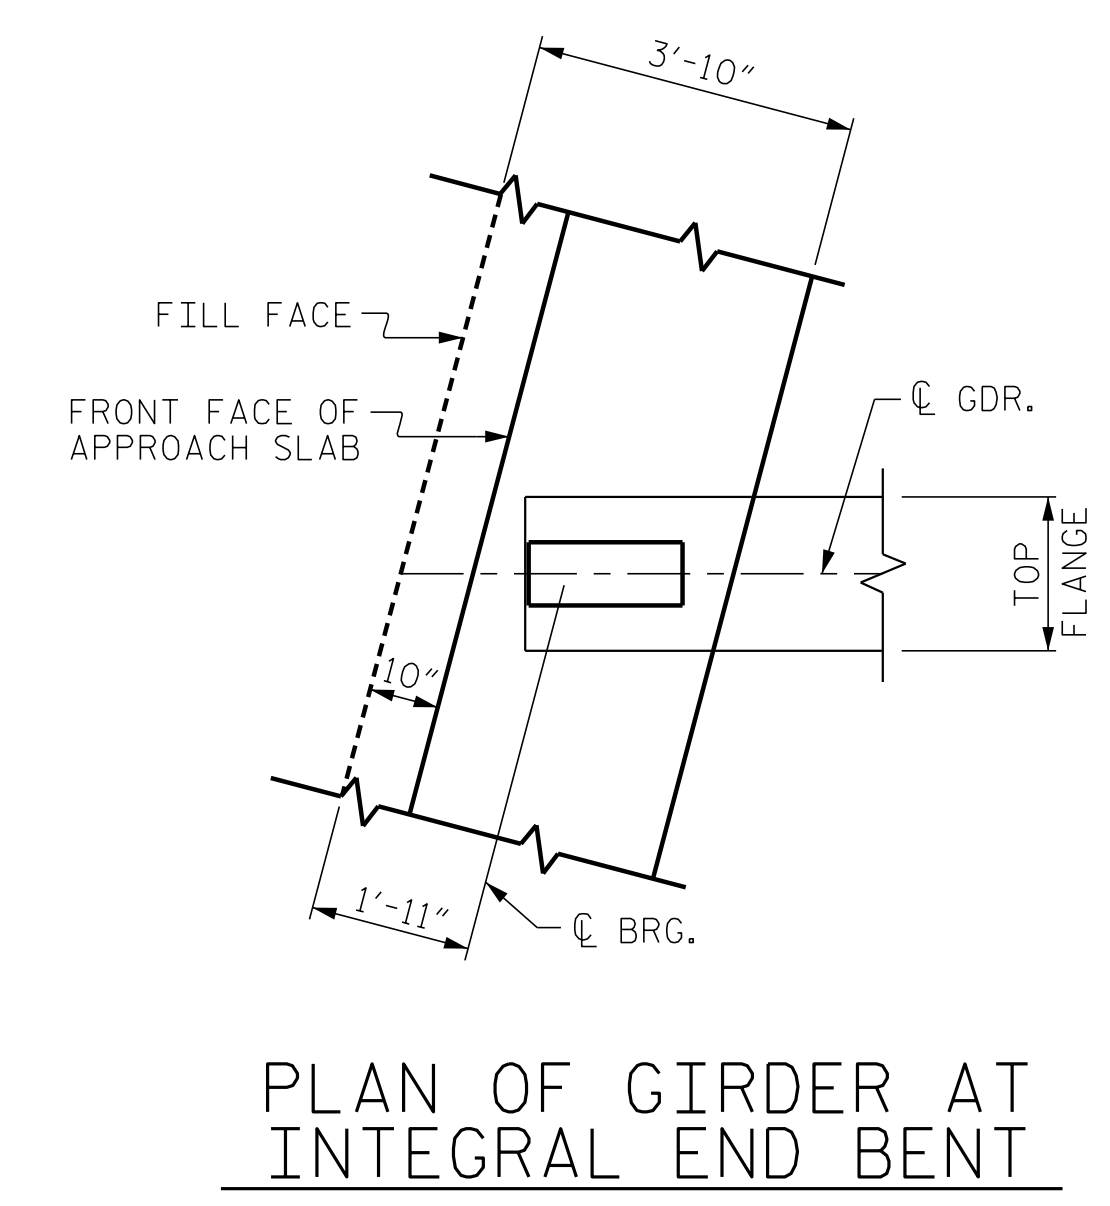 3'-10"
FILL FACE
FRONT FACE OF
APPROACH SLAB
℄ GDR.
TOP
FLANGE
10"
1'-11"
℄ BRG.
PLAN OF GIRDER AT
INTEGRAL END BENT